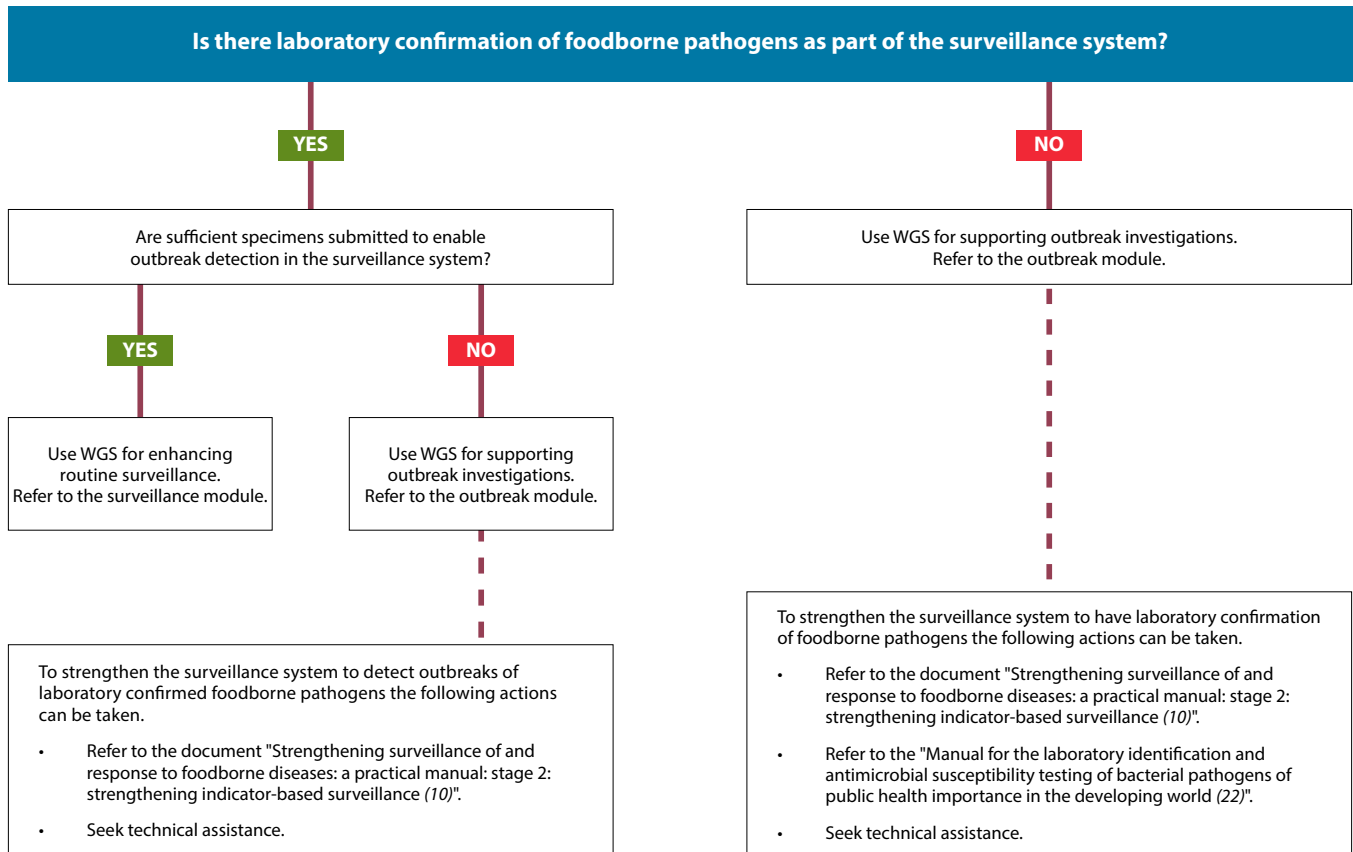 Is there laboratory confirmation of foodborne pathogens as part of the surveillance system?
YES
NO
Are sufficient specimens submitted to enable
outbreak detection in the surveillance system?
Use WGS for supporting outbreak investigations.
Refer to the outbreak module.
YES
NO
Use WGS for enhancing
routine surveillance.
Refer to the surveillance module.
Use WGS for supporting
outbreak investigations.
Refer to the outbreak module.
To strengthen the surveillance system to detect outbreaks of
laboratory confirmed foodborne pathogens the following actions
can be taken.
• Refer to the document "Strengthening surveillance of and
response to foodborne diseases: a practical manual: stage 2:
strengthening indicator-based surveillance (10)".
• Seek technical assistance.
To strengthen the surveillance system to have laboratory confirmation
of foodborne pathogens the following actions can be taken.
• Refer to the document "Strengthening surveillance of and
response to foodborne diseases: a practical manual: stage 2:
strengthening indicator-based surveillance (10)".
• Refer to the "Manual for the laboratory identification and
antimicrobial susceptibility testing of bacterial pathogens of
public health importance in the developing world (22)".
• Seek technical assistance.